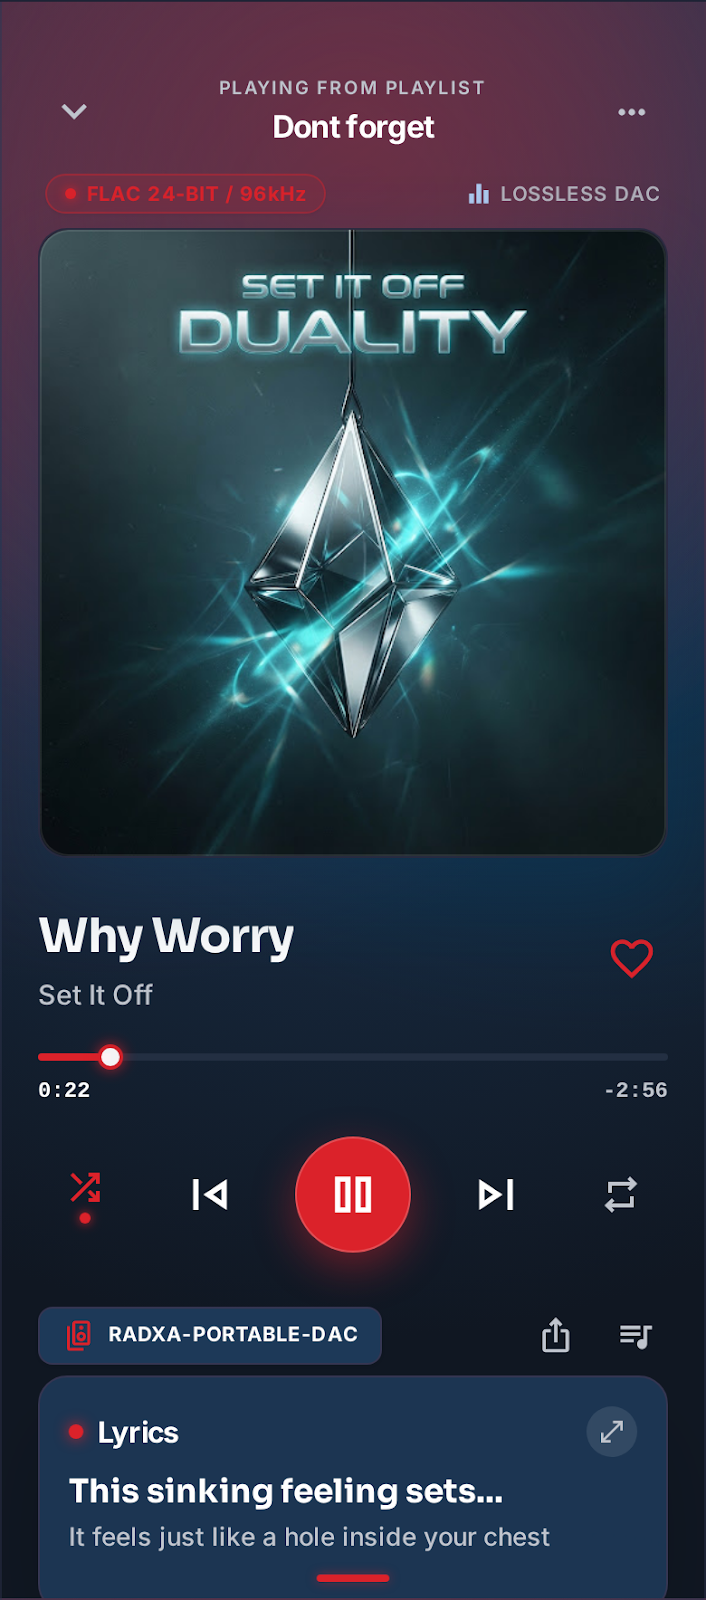 PLAYING FROM PLAYLIST
Dont forget
FLAC 24-BIT / 96kHz
LOSSLESS DAC
SET IT OFF
DUALITY
Why Worry
Set It Off
0:22
-2:56
RADXA-PORTABLE-DAC
Lyrics
This sinking feeling sets...
It feels just like a hole inside your chest